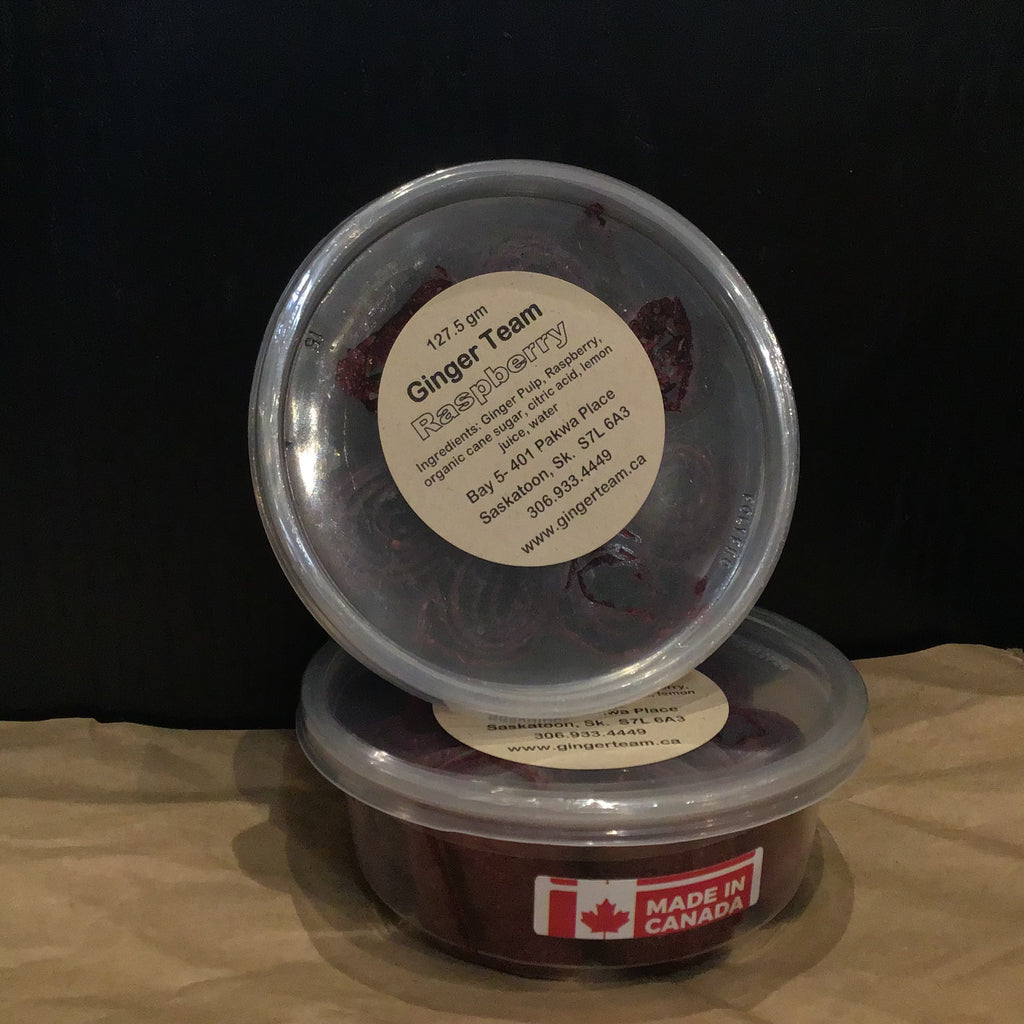 127.5 gm
Ginger Team
Raspberry
Ingredients: Ginger Pulp, Raspberry,
organic cane sugar, citric acid, lemon
juice, water
Bay 5- 401 Pakwa Place
Saskatoon, Sk. S7L 6A3
306.933.4449
www.gingerteam.ca
lemon
Place
Saskatoon, Sk. S7L 6A3
306.933.4449
www.gingerteam.ca
MADE IN
CANADA